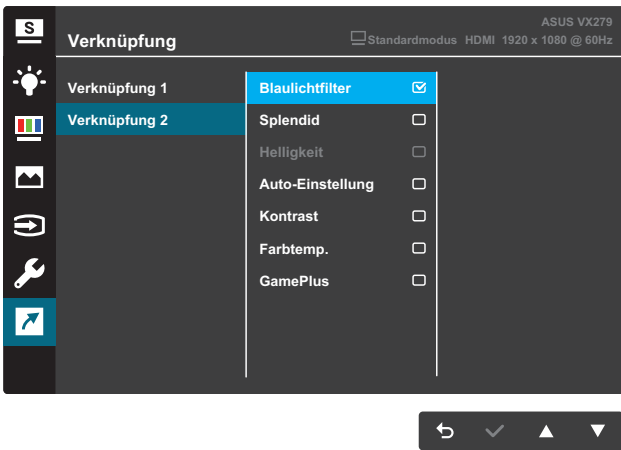 S
ASUS VX279
Verknüpfung
Standardmodus HDMI 1920 x 1080 @ 60Hz
Verknüpfung 1
Verknüpfung 2
Blaulichtfilter
Splendid
Helligkeit
Auto-Einstellung
Kontrast
Farbtemp.
GamePlus